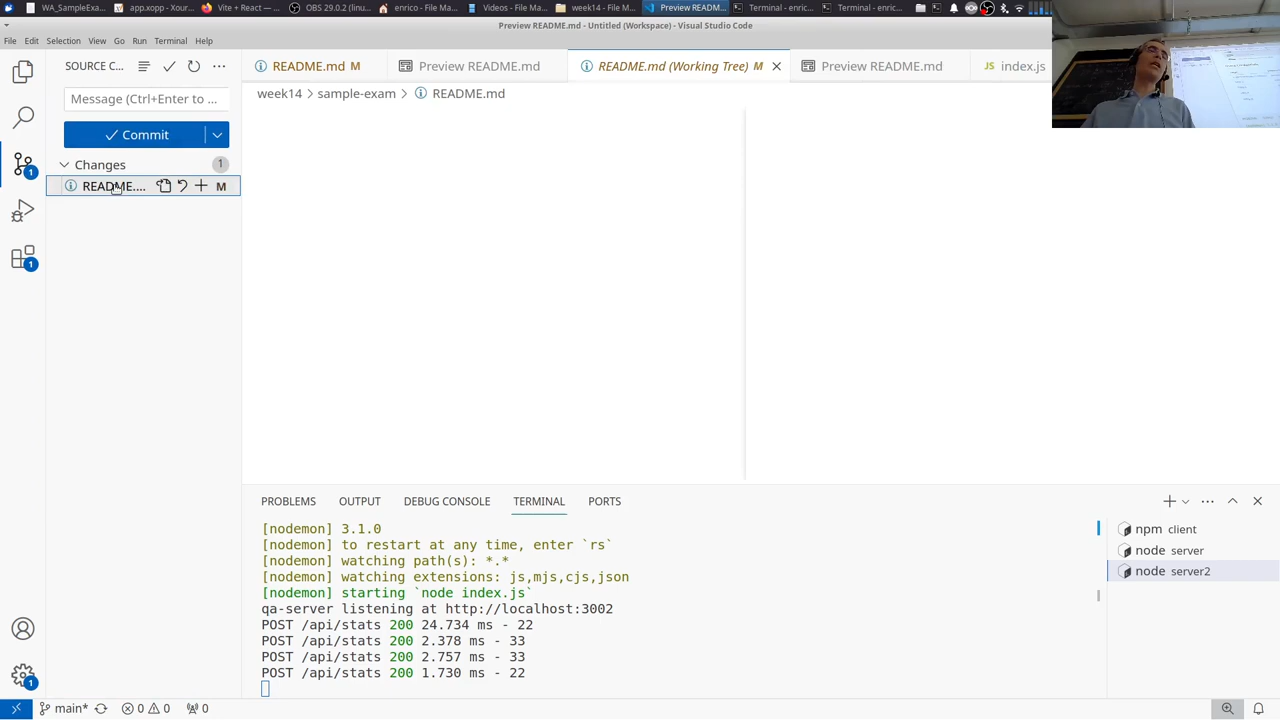 WA_SampleExa...
app.xopp - Xour...
Vite + React —...
OBS 29.0.2 (linu...
enrico - File Ma...
Videos - File Ma...
week14 - File M...
Preview READM...
Terminal - enric...
Terminal - enric...
Preview README.md - Untitled (Workspace) - Visual Studio Code
File Edit Selection View Go Run Terminal Help
SOURCE C...
README.md M
Preview README.md
README.md (Working Tree) M
Preview README.md
JS index.js
Message (Ctrl+Enter to ...
week14 > sample-exam > README.md
Commit
Changes 1
README.... M
1
1
1
PROBLEMS OUTPUT DEBUG CONSOLE TERMINAL PORTS
[nodemon] 3.1.0
[nodemon] to restart at any time, enter `rs`
[nodemon] watching path(s): *.*
[nodemon] watching extensions: js,mjs,cjs,json
[nodemon] starting `node index.js`
qa-server listening at http://localhost:3002
POST /api/stats 200 24.734 ms - 22
POST /api/stats 200 2.378 ms - 33
POST /api/stats 200 2.757 ms - 33
POST /api/stats 200 1.730 ms - 22
npm client
node server
node server2
main* 0 0 0